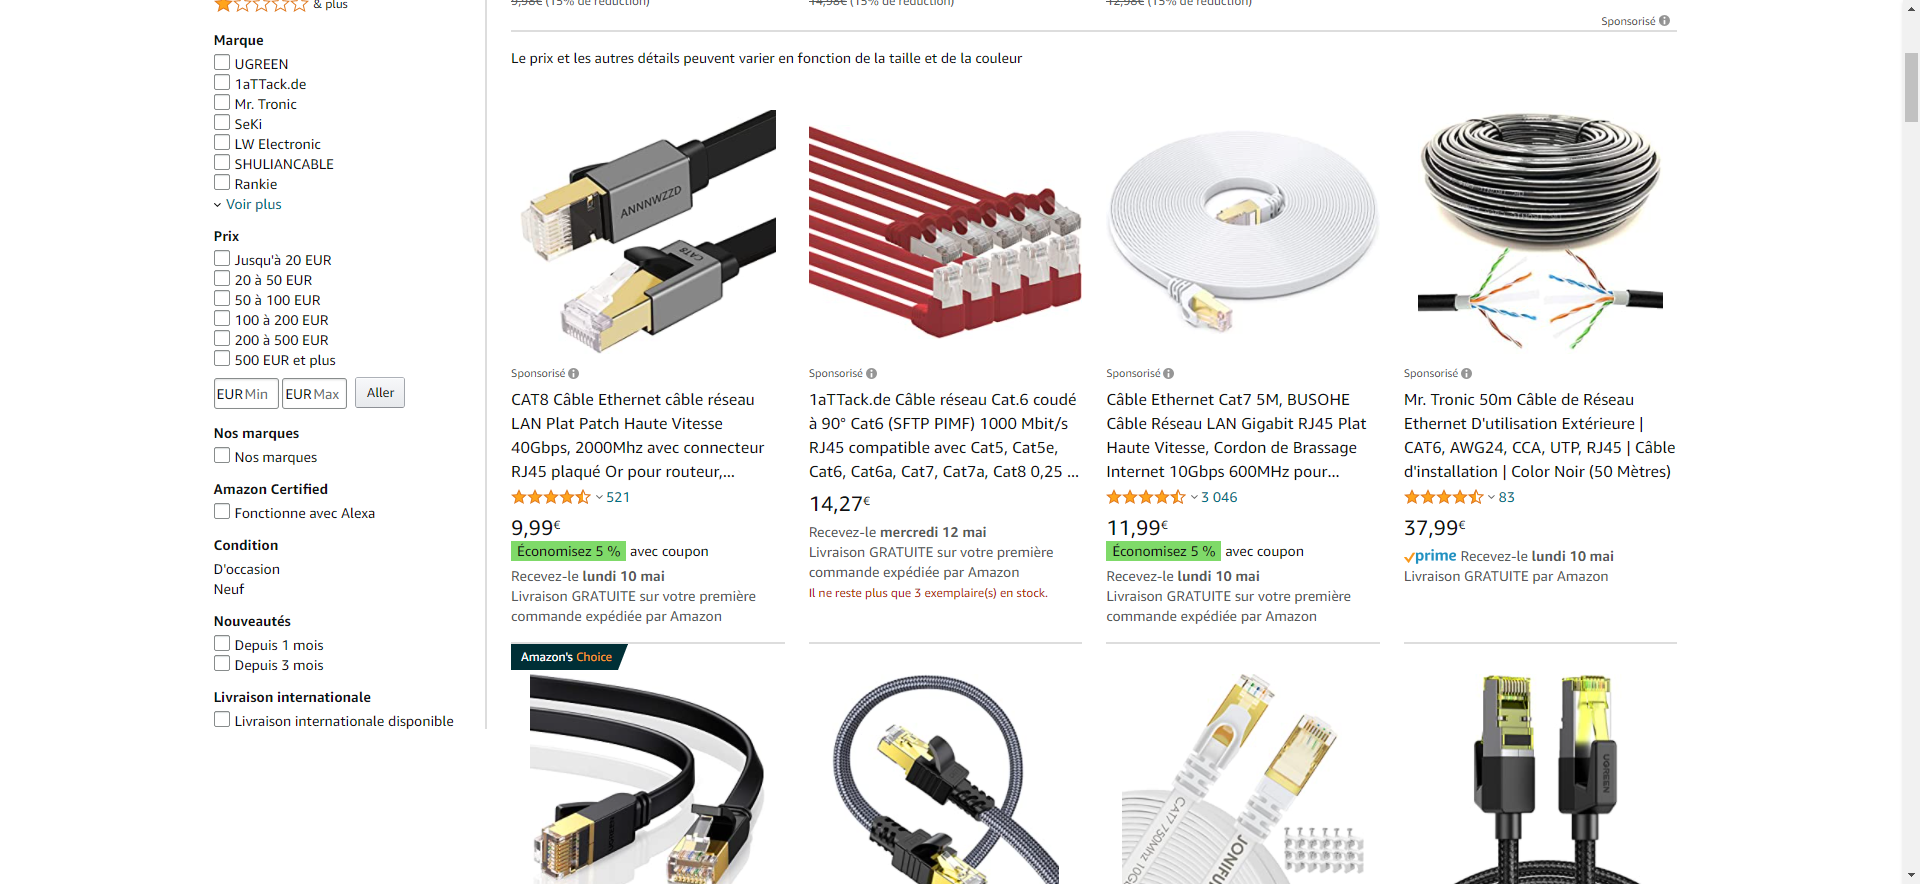 & plus
Marque
UGREEN
1aTTack.de
Mr. Tronic
SeKi
LW Electronic
SHULIANCABLE
Rankie
Voir plus
Prix
Jusqu'à 20 EUR
20 à 50 EUR
50 à 100 EUR
100 à 200 EUR
200 à 500 EUR
500 EUR et plus
EUR Min EUR Max Aller
Nos marques
Nos marques
Amazon Certified
Fonctionne avec Alexa
Condition
D'occasion
Neuf
Nouveautés
Depuis 1 mois
Depuis 3 mois
Livraison internationale
Livraison internationale disponible
9,98€ (15% de réduction)
14,98€ (15% de réduction)
12,98€ (15% de réduction)
Sponsorisé
Le prix et les autres détails peuvent varier en fonction de la taille et de la couleur
ANNNWZZD
CAT8
Sponsorisé
CAT8 Câble Ethernet câble réseau
LAN Plat Patch Haute Vitesse
40Gbps, 2000Mhz avec connecteur
RJ45 plaqué Or pour routeur,...
521
9,99€
Économisez 5 % avec coupon
Recevez-le lundi 10 mai
Livraison GRATUITE sur votre première
commande expédiée par Amazon
Sponsorisé
1aTTack.de Câble réseau Cat.6 coudé
à 90° Cat6 (SFTP PIMF) 1000 Mbit/s
RJ45 compatible avec Cat5, Cat5e,
Cat6, Cat6a, Cat7, Cat7a, Cat8 0,25 ...
14,27€
Recevez-le mercredi 12 mai
Livraison GRATUITE sur votre première
commande expédiée par Amazon
Il ne reste plus que 3 exemplaire(s) en stock.
Sponsorisé
Câble Ethernet Cat7 5M, BUSOHE
Câble Réseau LAN Gigabit RJ45 Plat
Haute Vitesse, Cordon de Brassage
Internet 10Gbps 600MHz pour...
3 046
11,99€
Économisez 5 % avec coupon
Recevez-le lundi 10 mai
Livraison GRATUITE sur votre première
commande expédiée par Amazon
Sponsorisé
Mr. Tronic 50m Câble de Réseau
Ethernet D'utilisation Extérieure |
CAT6, AWG24, CCA, UTP, RJ45 | Câble
d'installation | Color Noir (50 Mètres)
83
37,99€
prime Recevez-le lundi 10 mai
Livraison GRATUITE par Amazon
Amazon's Choice
CAT7 750Mhz 10G
JONIFU
UGREEN